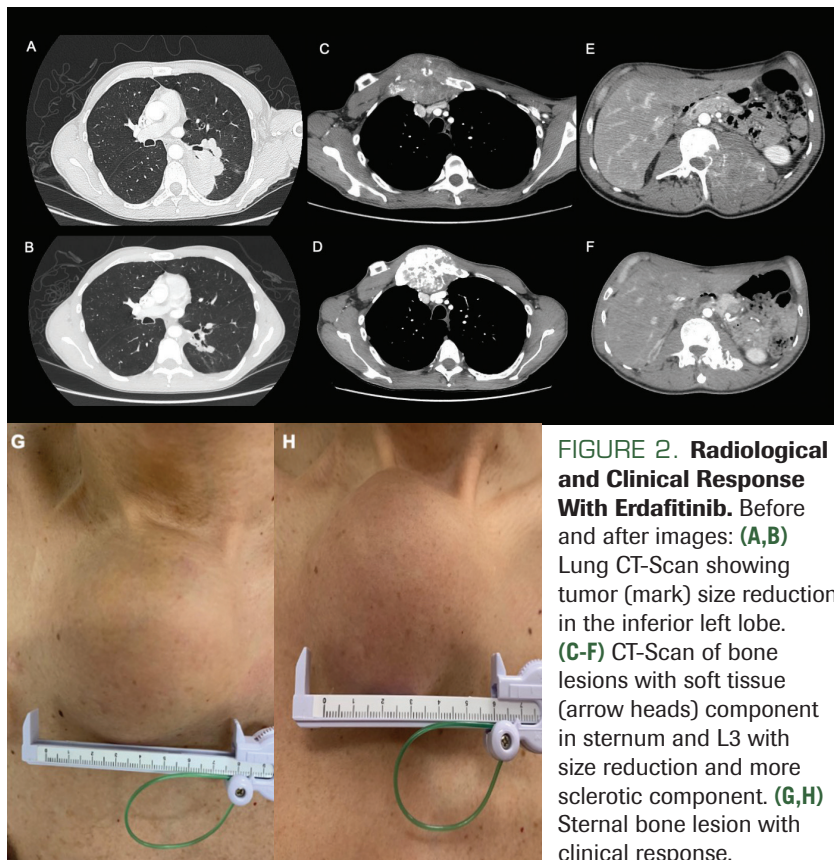 A
C
E
B
D
F
G
H
FIGURE 2. Radiological
and Clinical Response
With Erdafitinib. Before
and after images: (A,B)
Lung CT-Scan showing
tumor (mark) size reduction
in the inferior left lobe.
(C-F) CT-Scan of bone
lesions with soft tissue
(arrow heads) component
in sternum and L3 with
size reduction and more
sclerotic component. (G,H)
Sternal bone lesion with
clinical response.